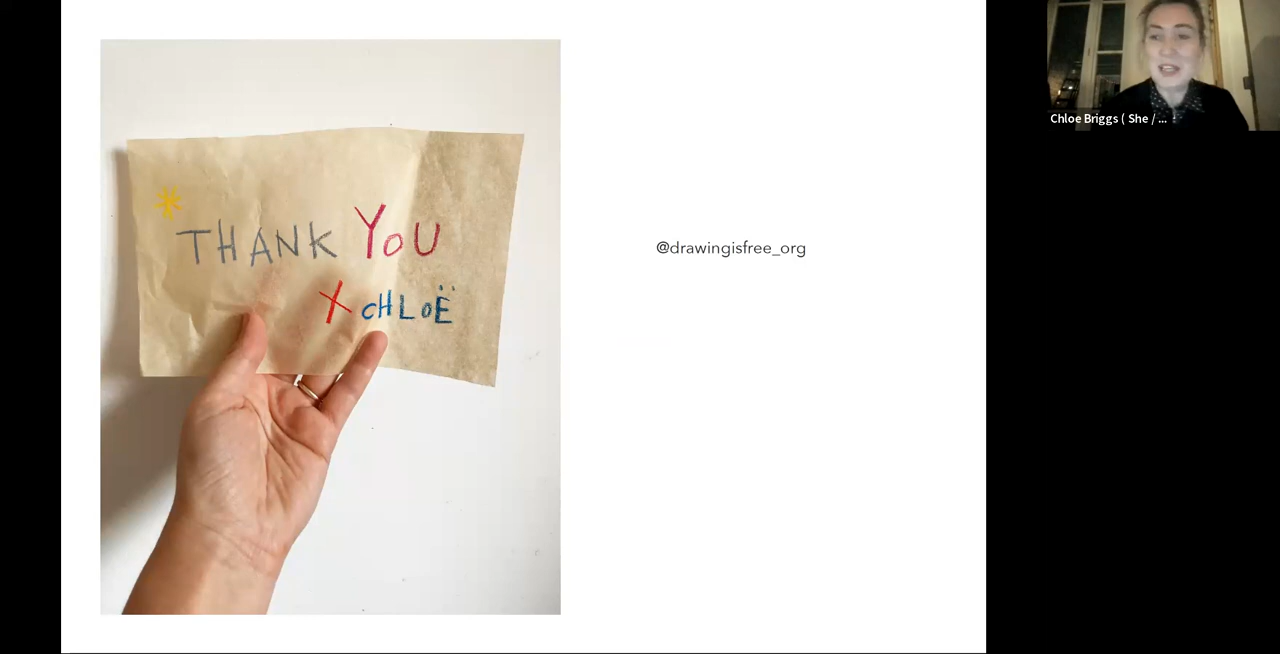 THANK YOU
X CHLOË
@drawingisfree_org
Chloe Briggs ( She / ...